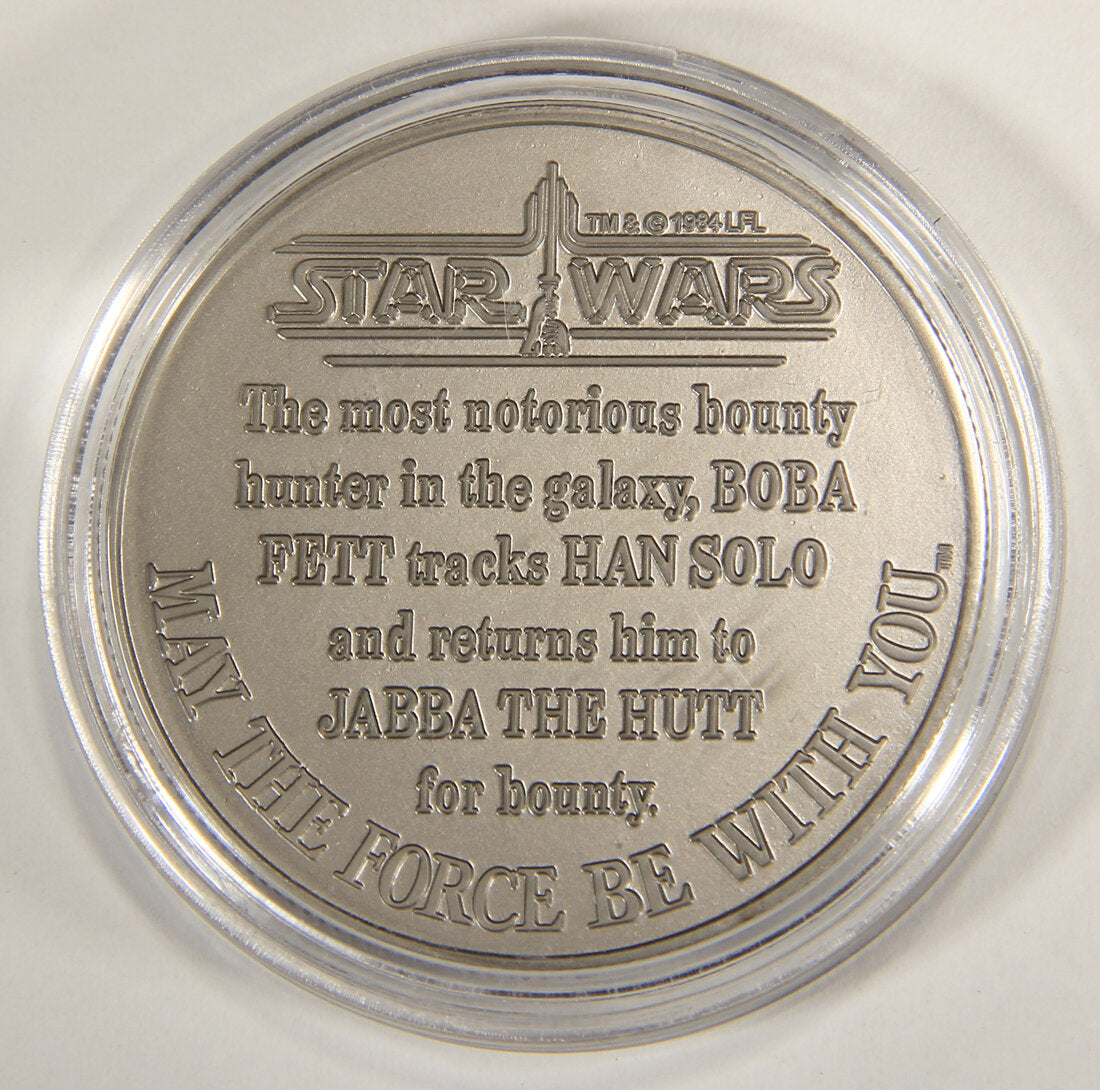 TM & © 1984 LFL
STAR WARS
The most notorious bounty
hunter in the galaxy, BOBA
FETT tracks HAN SOLO
and returns him to
JABBA THE HUTT
for bounty.
MAY THE FORCE BE WITH YOU™